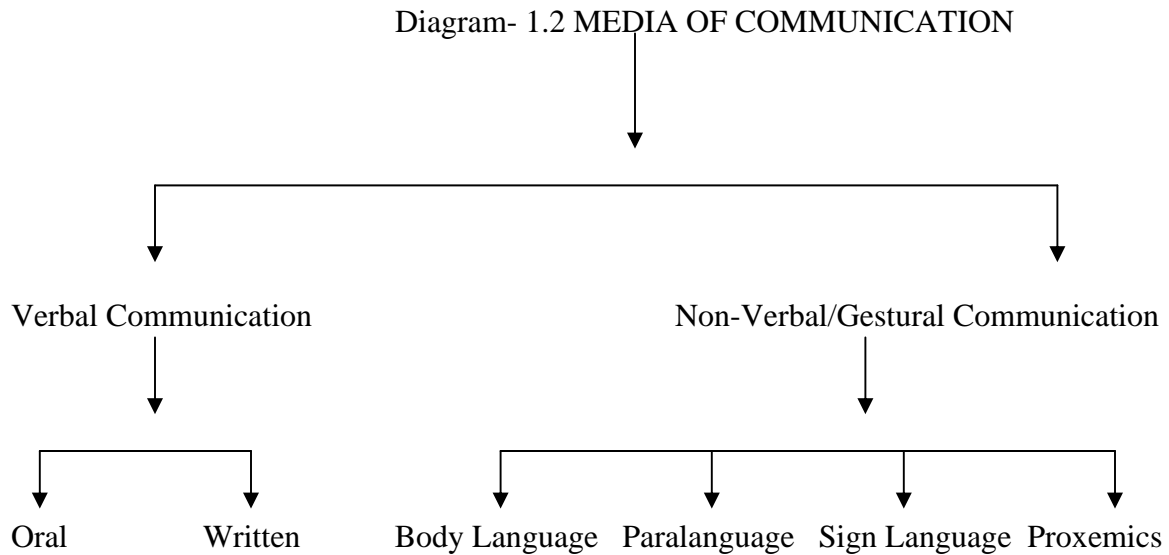 Diagram- 1.2 MEDIA OF COMMUNICATION
Verbal Communication Non-Verbal/Gestural Communication
Oral Written Body Language Paralanguage Sign Language Proxemics